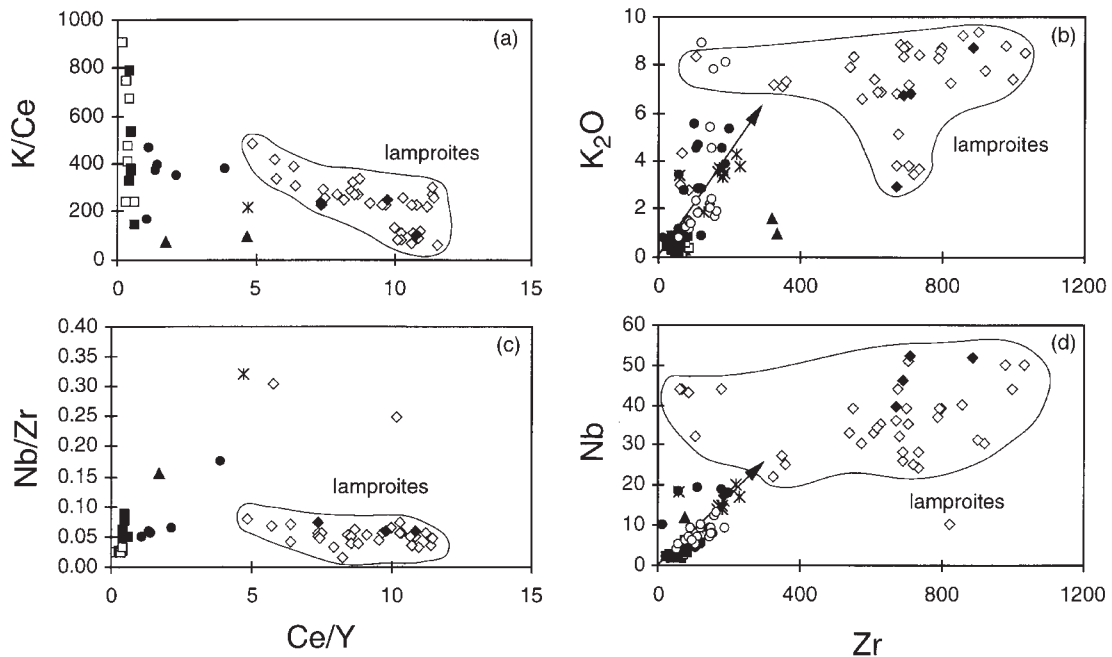 1000
800
600
400
200
0
K/Ce
(a)
lamproites
0 5 10 15
10
8
6
4
2
0
K₂O
(b)
lamproites
0 400 800 1200
0.40
0.35
0.30
0.25
0.20
0.15
0.10
0.05
0.00
Nb/Zr
(c)
lamproites
0 5 10 15
Ce/Y
60
50
40
30
20
10
0
Nb
(d)
lamproites
0 400 800 1200
Zr